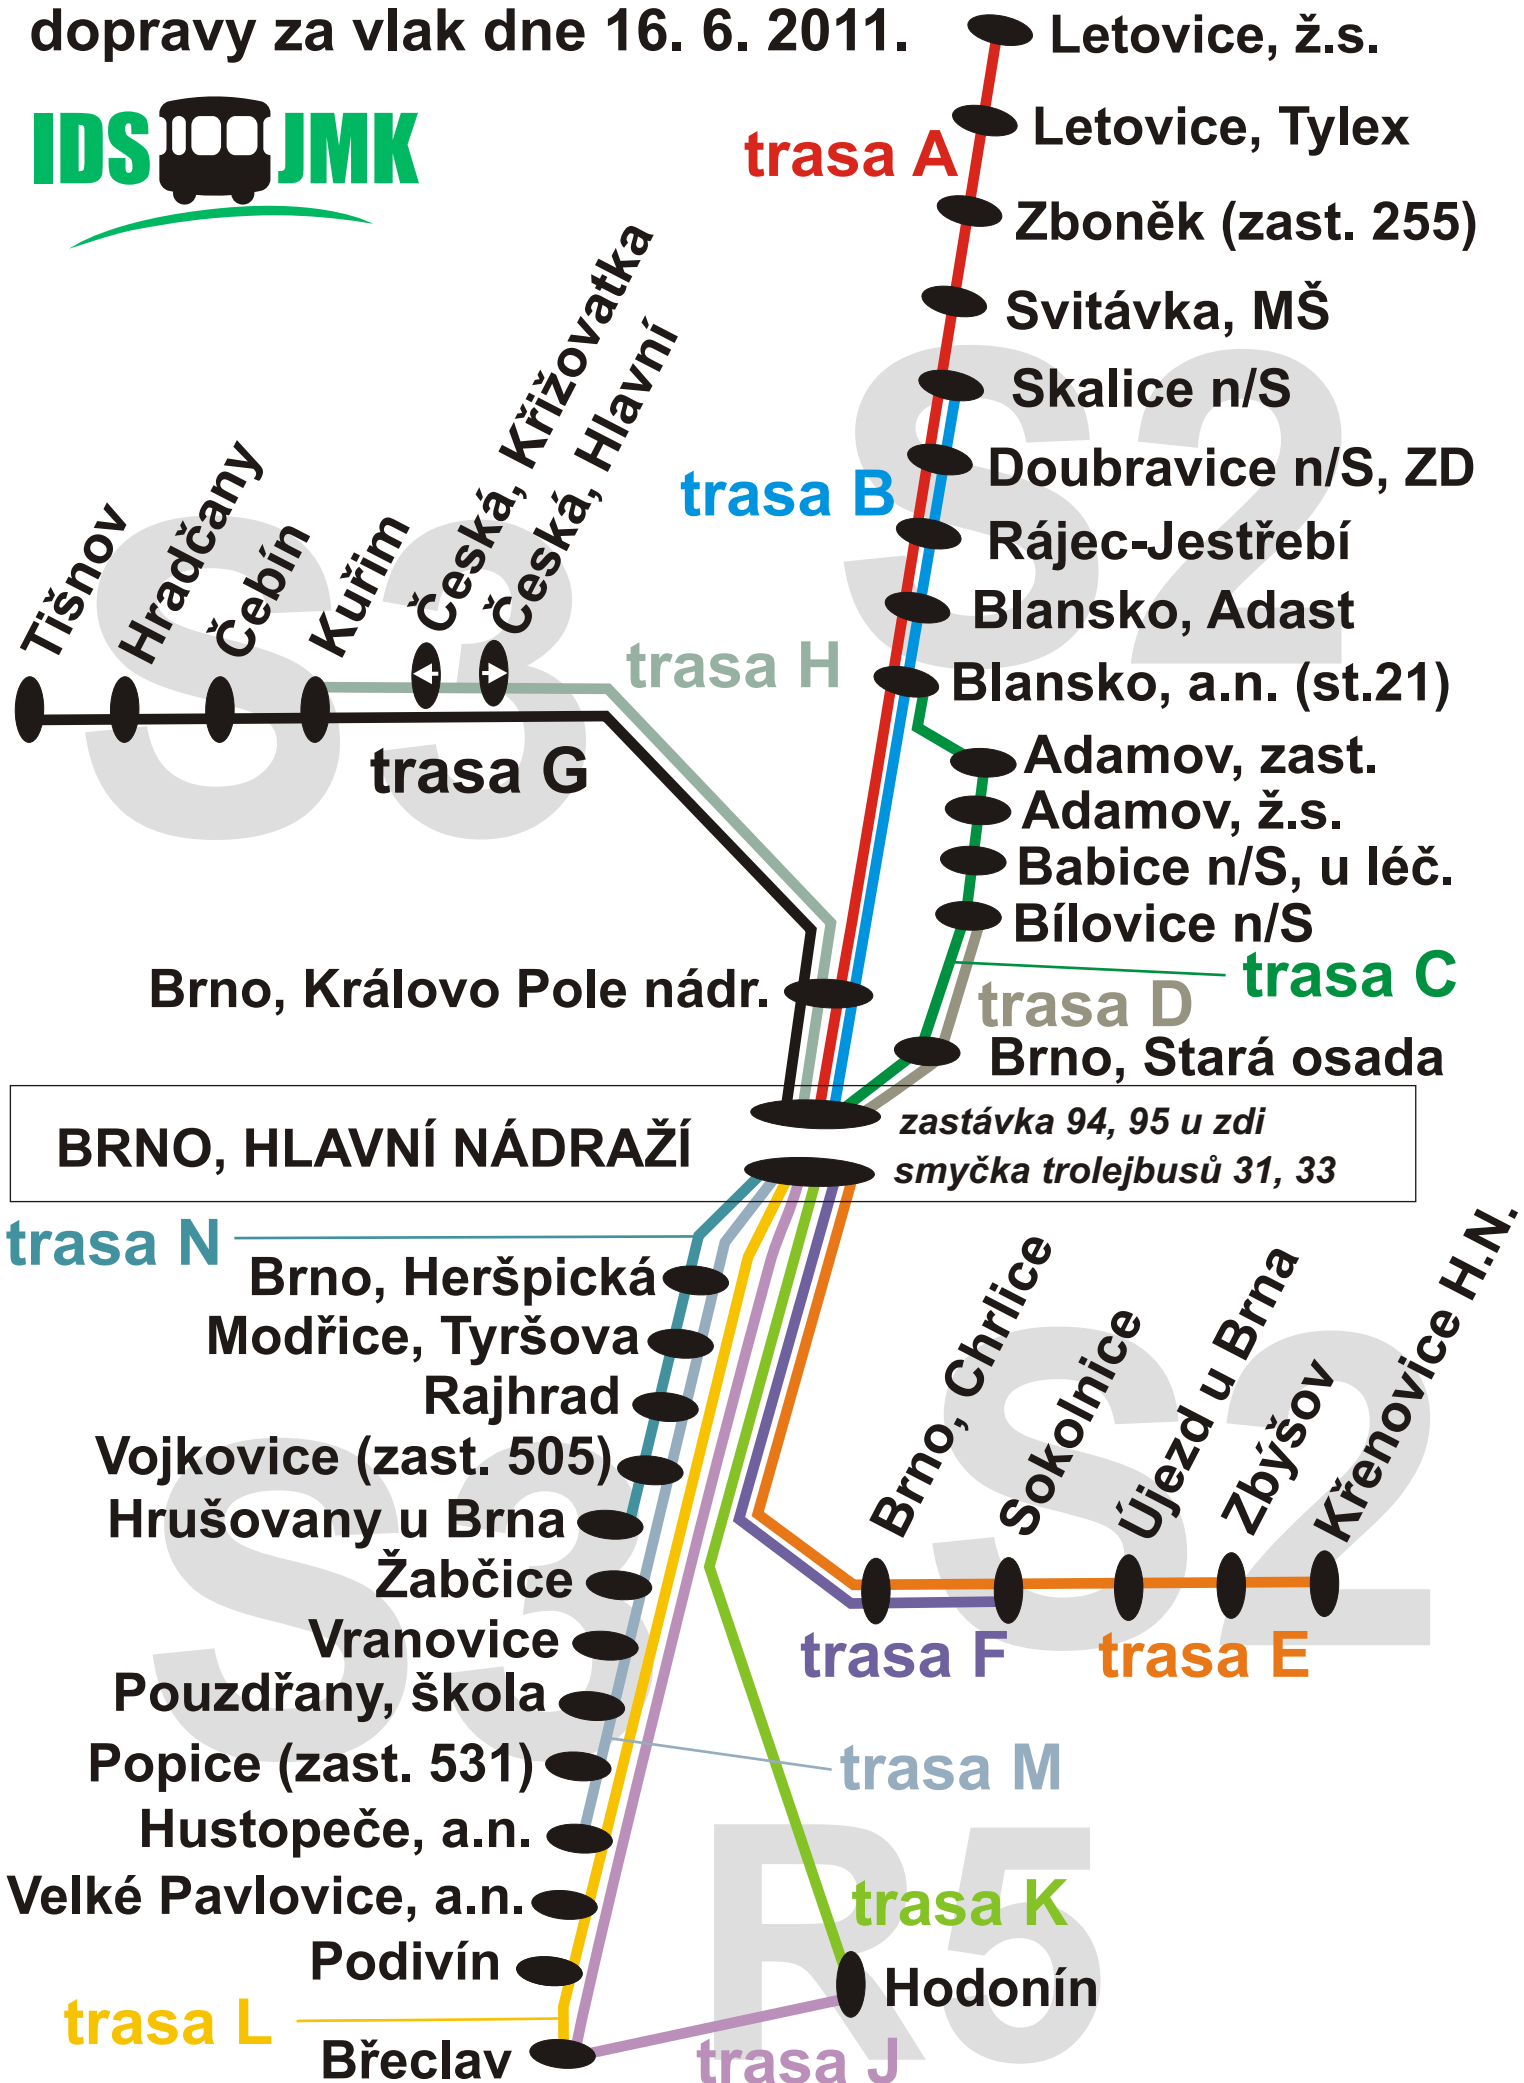 dopravy za vlak dne 16. 6. 2011.
IDS JMK
Letovice, ž.s.
Letovice, Tylex
trasa A
Zboněk (zast. 255)
Svitávka, MŠ
S2
Skalice n/S
Doubravice n/S, ZD
trasa B
Rájec-Jestřebí
Blansko, Adast
Blansko, a.n. (st.21)
S3
Tišnov
Hradčany
Čebín
Kuřim
Česká, Křižovatka
Česká, Hlavní
trasa H
trasa G
Adamov, zast.
Adamov, ž.s.
Babice n/S, u léč.
Bílovice n/S
trasa C
trasa D
Brno, Královo Pole nádr.
Brno, Stará osada
BRNO, HLAVNÍ NÁDRAŽÍ
zastávka 94, 95 u zdi
smyčka trolejbusů 31, 33
trasa N
Brno, Heršpická
Modřice, Tyršova
Rajhrad
Vojkovice (zast. 505)
Hrušovany u Brna
Žabčice
Vranovice
Pouzdřany, škola
Popice (zast. 531)
Hustopeče, a.n.
Velké Pavlovice, a.n.
Podivín
trasa L
Břeclav
S3
S2
Brno, Chrlice
Sokolnice
Újezd u Brna
Zbýšov
Křenovice H.N.
trasa F
trasa E
trasa M
R5
trasa K
Hodonín
trasa J